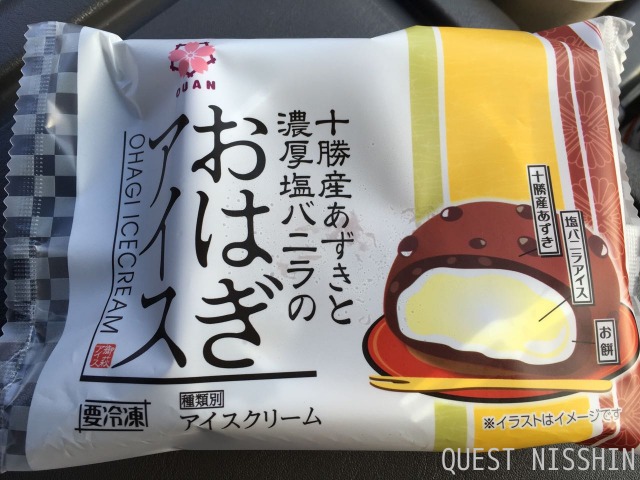 OUAN
十勝産あずきと
濃厚塩バニラの
おはぎ
アイス
OHAGI ICECREAM
要冷凍
種類別
アイスクリーム
十勝産あずき
塩バニラアイス
お餅
※イラストはイメージです
QUEST NISSHIN